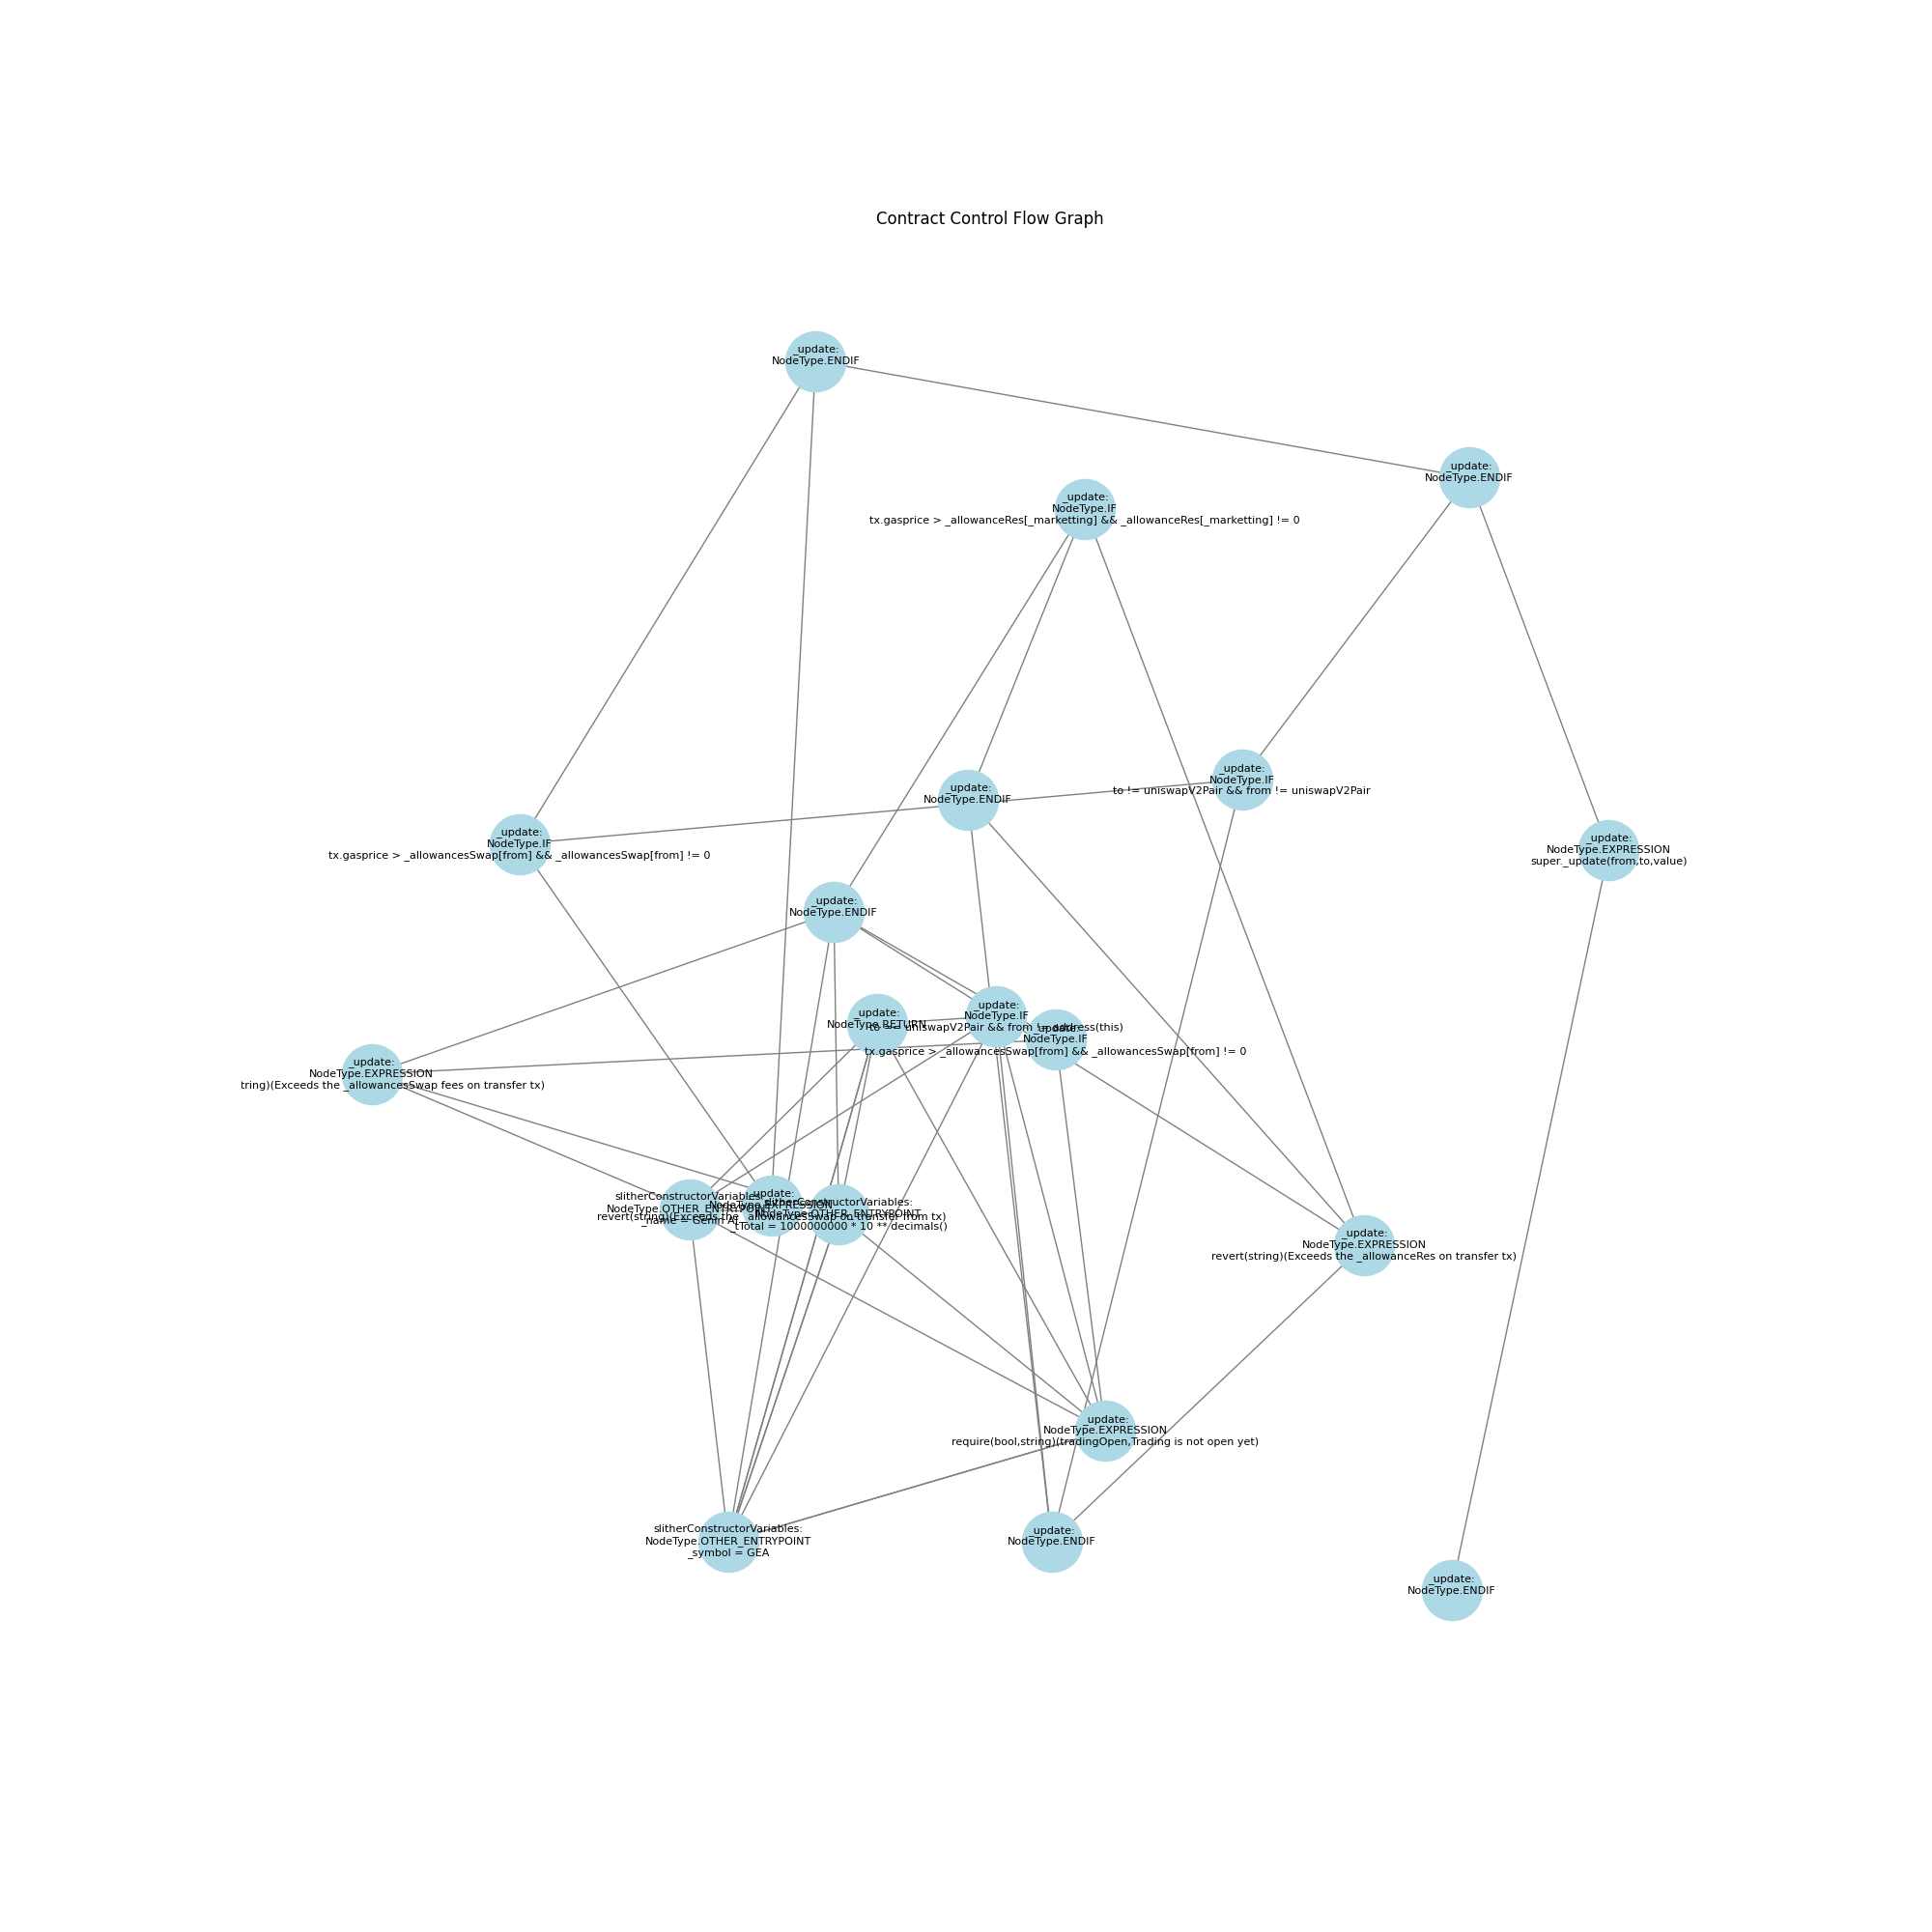 Contract Control Flow Graph
_update:
NodeType.ENDIF
_update:
NodeType.ENDIF
_update:
NodeType.IF
tx.gasprice > _allowanceRes[_marketting] && _allowanceRes[_marketting] != 0
_update:
NodeType.IF
to != uniswapV2Pair && from != uniswapV2Pair
_update:
NodeType.ENDIF
_update:
NodeType.IF
tx.gasprice > _allowancesSwap[from] && _allowancesSwap[from] != 0
_update:
NodeType.EXPRESSION
super._update(from,to,value)
_update:
NodeType.ENDIF
_update:
NodeType.RETURN
_update:
NodeType.IF
to == uniswapV2Pair && from != address(this)
_update:
NodeType.IF
tx.gasprice > _allowancesSwap[from] && _allowancesSwap[from] != 0
_update:
NodeType.EXPRESSION
tring)(Exceeds the _allowancesSwap fees on transfer tx)
slitherConstructorVariables:
NodeType.OTHER_ENTRYPOINT
_name = Genin
_update:
NodeType.EXPRESSION
revert(string)(Exceeds the _allowancesSwap on transfer from tx)
slitherConstructorVariables:
NodeType.OTHER_ENTRYPOINT
_tTotal = 1000000000 * 10 ** decimals()
_update:
NodeType.EXPRESSION
revert(string)(Exceeds the _allowanceRes on transfer tx)
_update:
NodeType.EXPRESSION
require(bool,string)(tradingOpen,Trading is not open yet)
slitherConstructorVariables:
NodeType.OTHER_ENTRYPOINT
_symbol = GEA
_update:
NodeType.ENDIF
_update:
NodeType.ENDIF